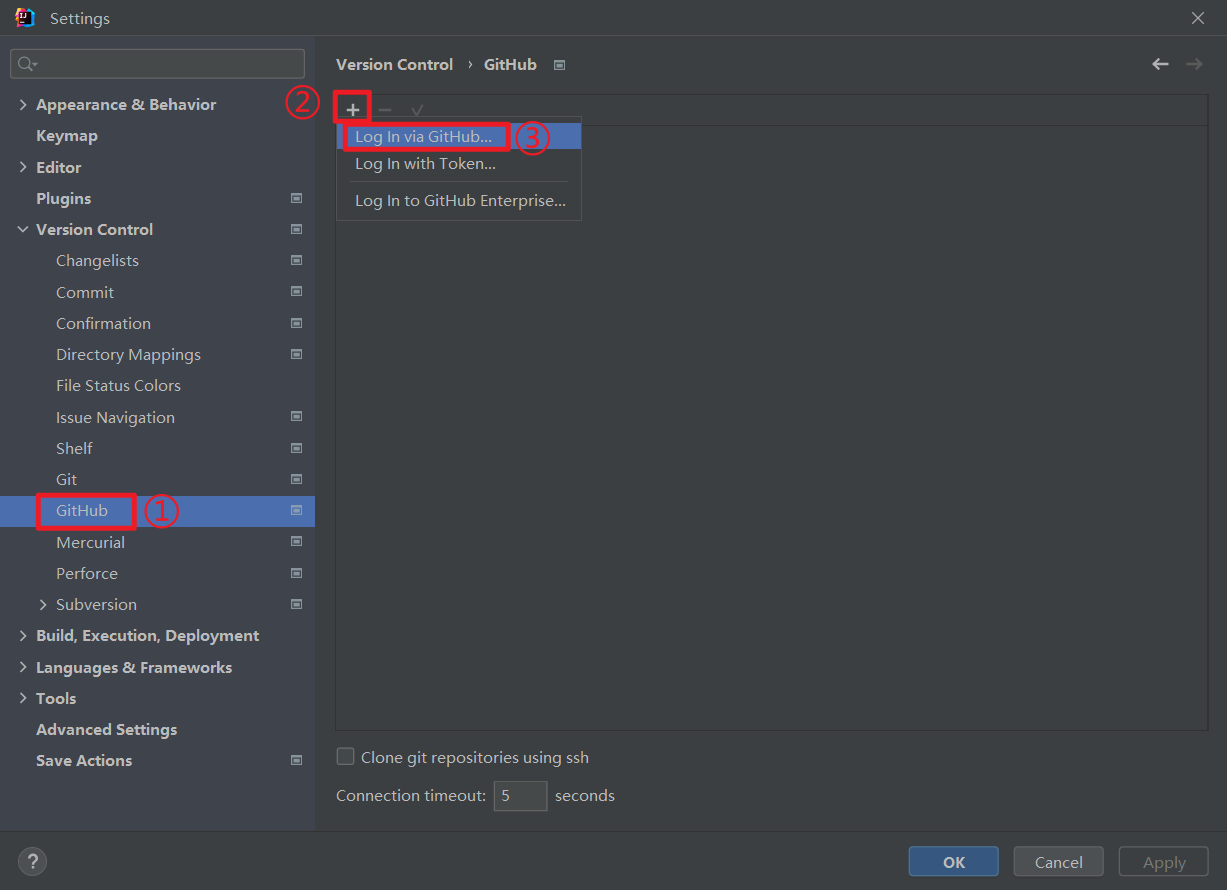 Settings
Version Control › GitHub
Appearance & Behavior
②
+
Keymap
Log In via GitHub...
③
Editor
Log In with Token...
Plugins
Log In to GitHub Enterprise...
Version Control
Changelists
Commit
Confirmation
Directory Mappings
File Status Colors
Issue Navigation
Shelf
Git
GitHub
①
Mercurial
Perforce
Subversion
Build, Execution, Deployment
Languages & Frameworks
Tools
Advanced Settings
Save Actions
Clone git repositories using ssh
Connection timeout: 5 seconds
?
OK
Cancel
Apply